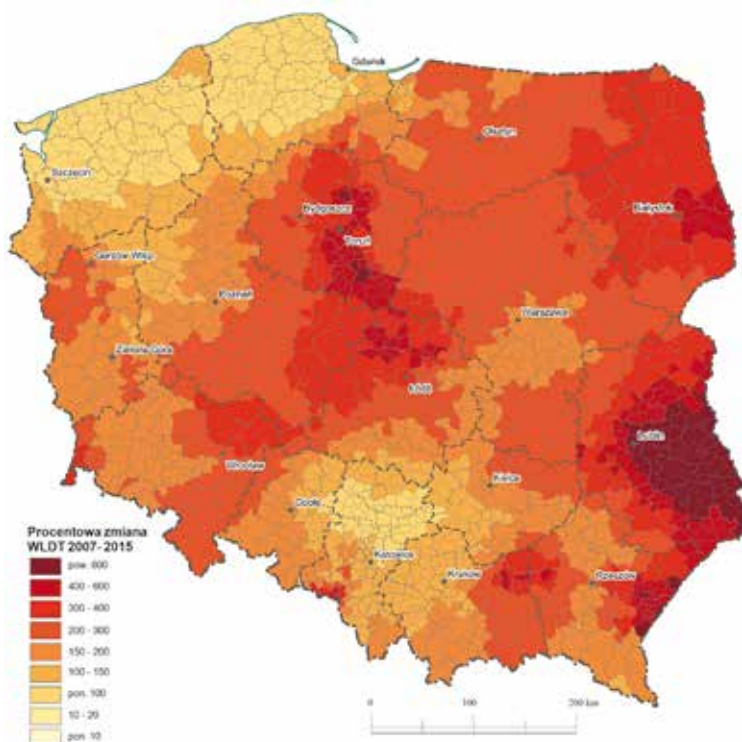 Gdańsk
Olsztyn
Szczecin
Bydgoszcz
Białystok
Toruń
Gorzów Wlkp.
Poznań
Warszawa
Zielona Góra
Łódź
Lublin
Wrocław
Kielce
Opole
Katowice
Kraków
Rzeszów
Procentowa zmiana
WLDT 2007- 2015
pow. 600
400 - 600
300 - 400
200 - 300
150 - 200
100 - 150
pon. 100
10 - 20
pon 10
0 100 200 km